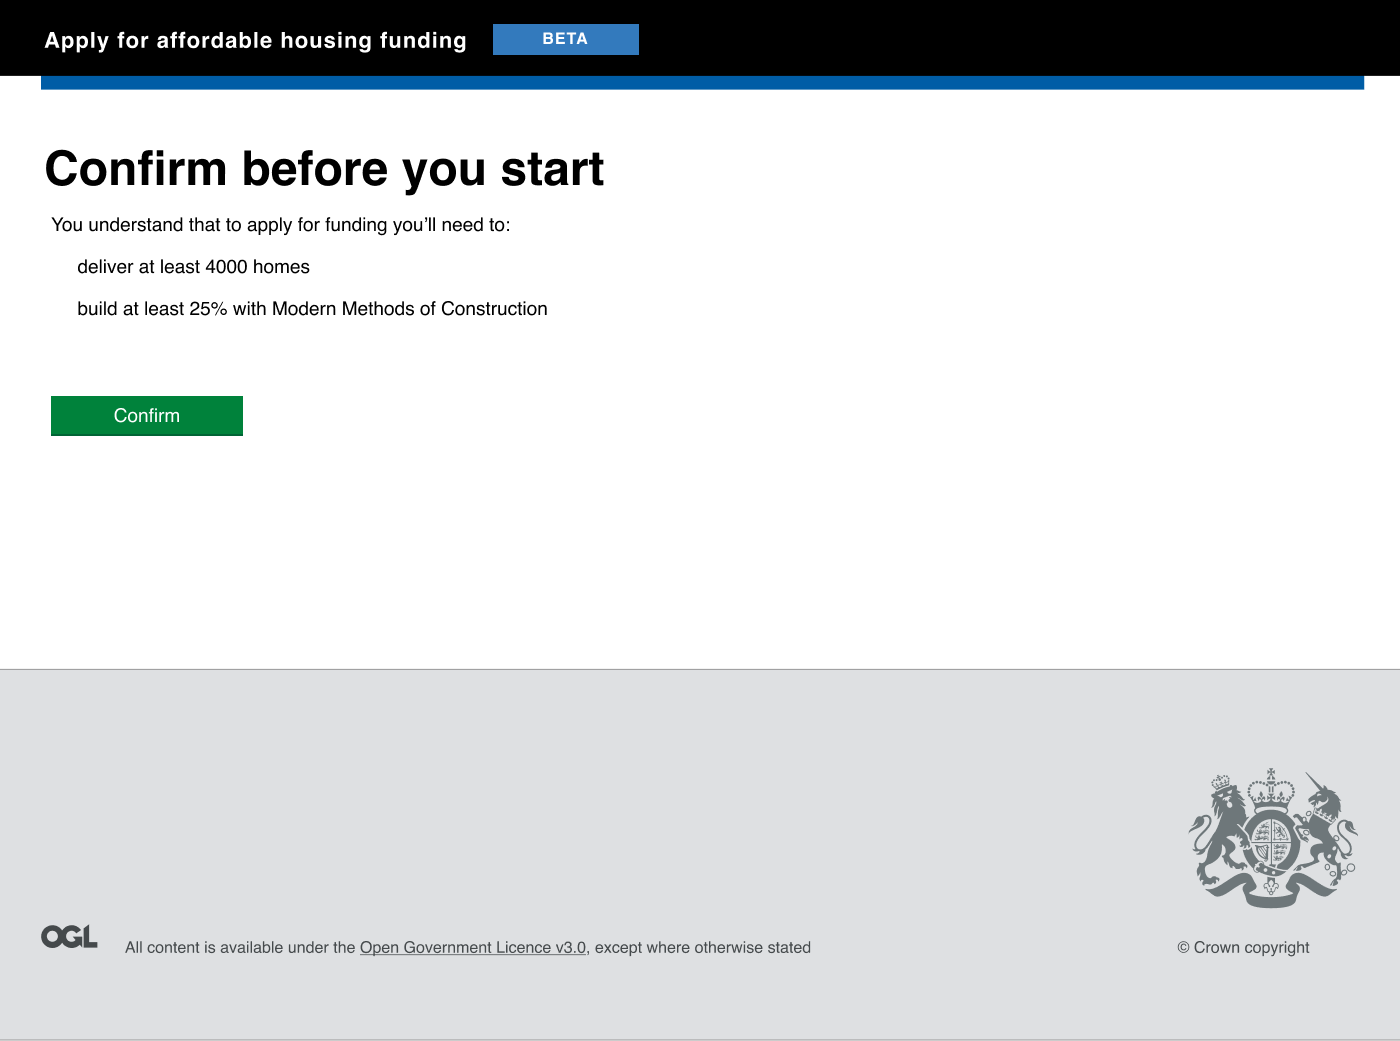 Apply for affordable housing funding
BETA
Confirm before you start
You understand that to apply for funding you’ll need to:
deliver at least 4000 homes
build at least 25% with Modern Methods of Construction
Confirm
OGL
All content is available under the Open Government Licence v3.0, except where otherwise stated
© Crown copyright